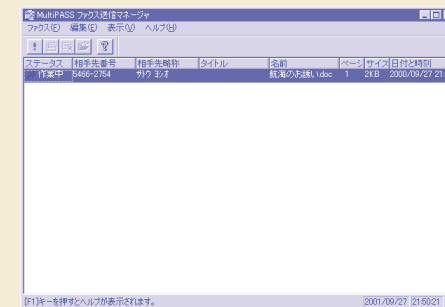 MultiPASS ファクス送信マネージャ
ファクス(F) 編集(E) 表示(V) ヘルプ(H)
ステータス 相手先番号 相手先略称 タイトル 名前 ページ サイズ 日付と時刻
作業中 5466-2754 サトウ ヨシオ 航海のお誘い.doc 1 2KB 2000/09/27 21
[F1]キーを押すとヘルプが表示されます。 2001/09/27 21:50:21